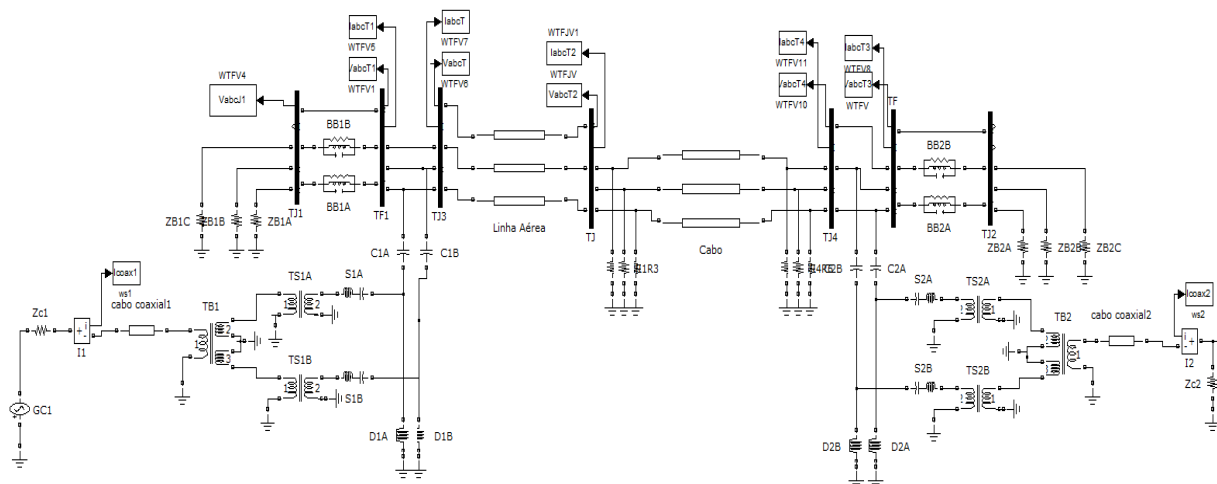 IabcT1
WTFV5
IabcT
WTFV7
WTFJV1
IabcT2
WTFJV
IabcT4
WTFV11
IabcT3
WTFV8
WTFV4
VabcJ1
VabcT1
WTFV1
VabcT
WTFV6
VabcT2
VabcT4
WTFV10
VabcT3
WTFV
TF
BB1B
BB2B
BB1A
BB2A
ZB1C
ZB1B
ZB1A
TJ1
TF1
TJ3
Linha Aérea
TJ
Cabo
TJ4
TJ2
ZB2A
ZB2B
ZB2C
C1A
C1B
C2A
Icoax1
ws1
cabo coaxial1
Zc1
I1
TB1
TS1A
S1A
TS1B
S1B
S2A
TS2A
TB2
cabo coaxial2
Icoax2
ws2
I2
Zc2
S2B
TS2B
GC1
D1A
D1B
D2B
D2A